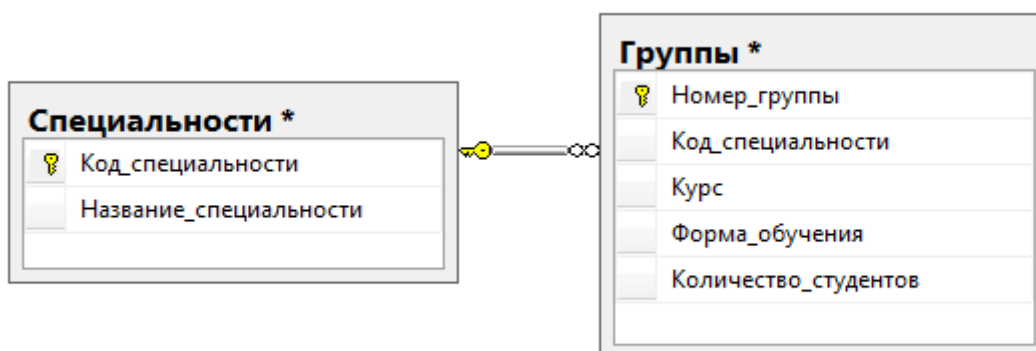 Специальности *
Код_специальности
Название_специальности
Группы *
Номер_группы
Код_специальности
Курс
Форма_обучения
Количество_студентов